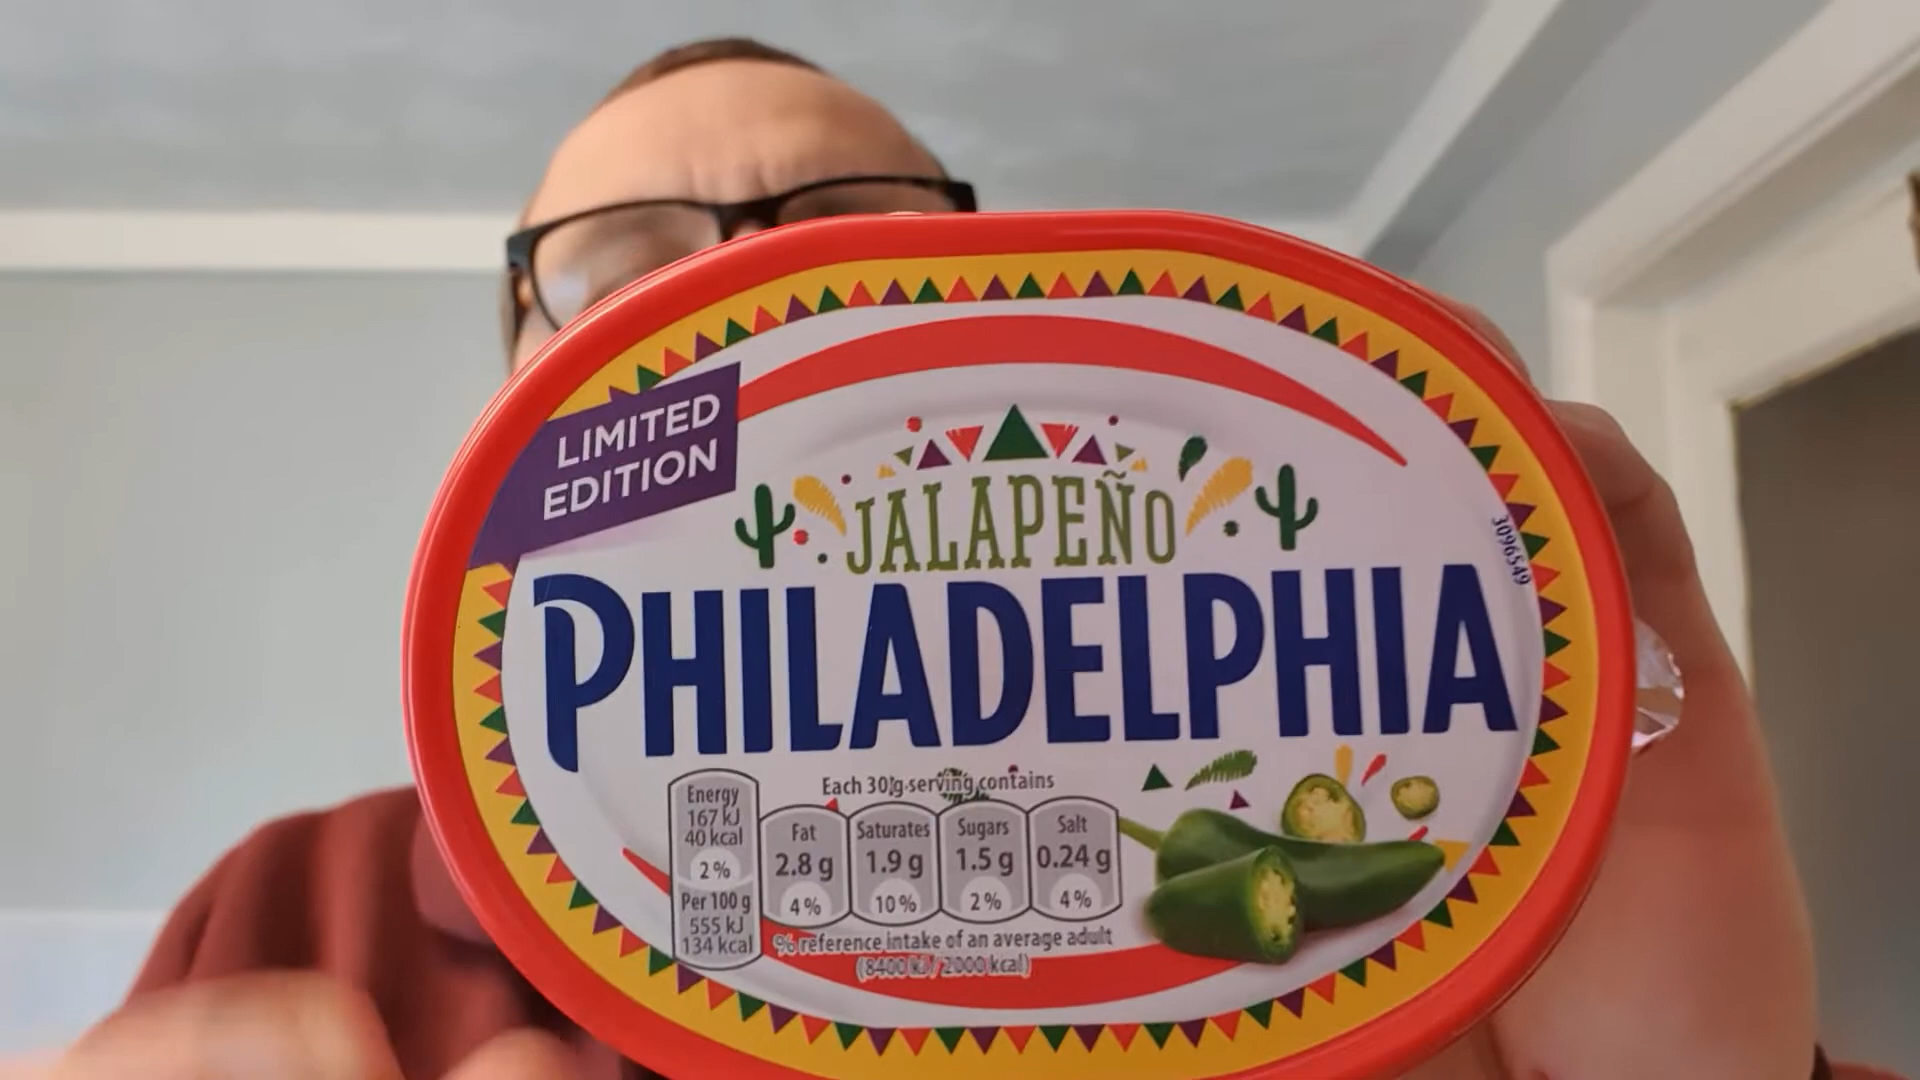 LIMITED
EDITION
JALAPEÑO
PHILADELPHIA
3096549
Each 30 g serving contains
Energy
167 kJ
40 kcal
2%
Per 100 g
555 kJ
134 kcal
Fat
2.8 g
4%
Saturates
1.9 g
10%
Sugars
1.5 g
2%
Salt
0.24 g
4%
% reference intake of an average adult
(8400 kJ / 2000 kcal)